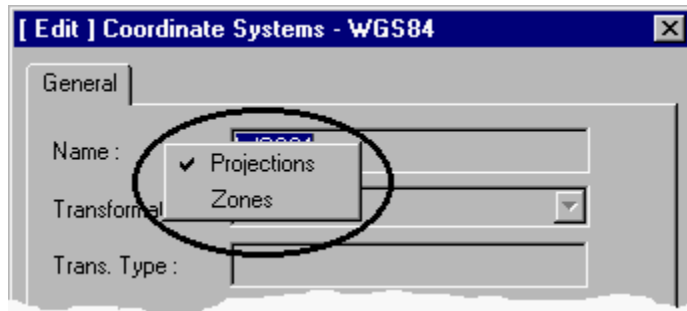 [ Edit ] Coordinate Systems - WGS84
General
Name :
Projections
Zones
Trans. Type :